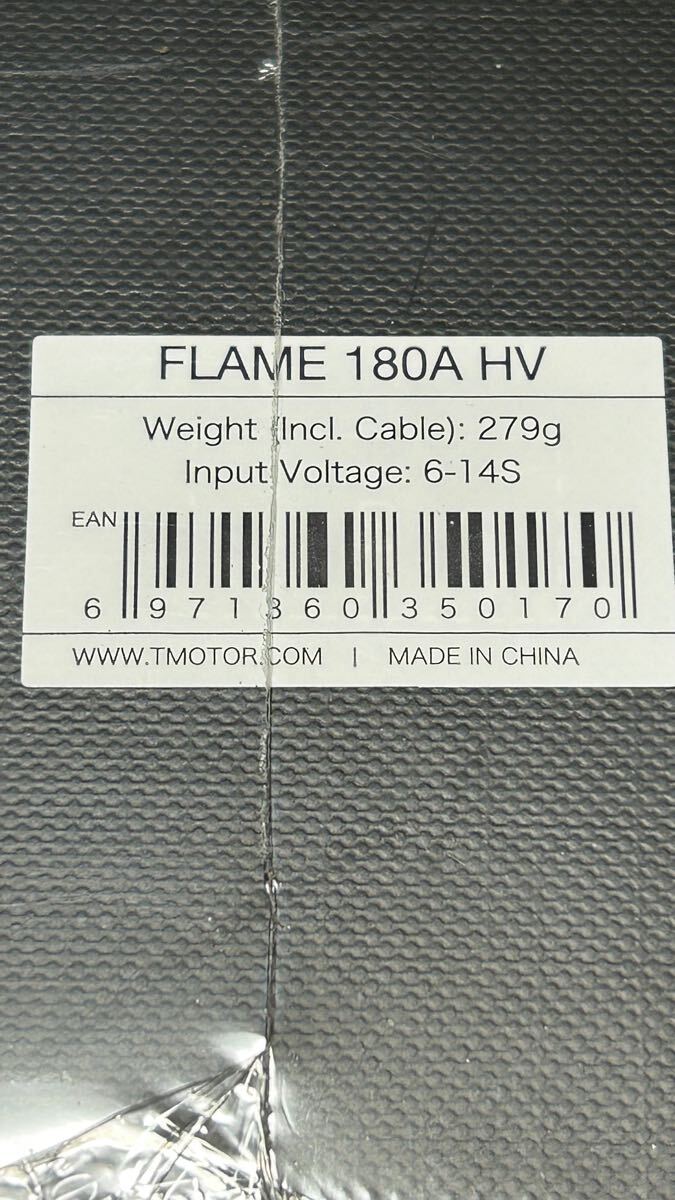 FLAME 180A HV
Weight (Incl. Cable): 279g
Input Voltage: 6-14S
EAN
6 971360 350170
WWW.TMOTOR.COM | MADE IN CHINA